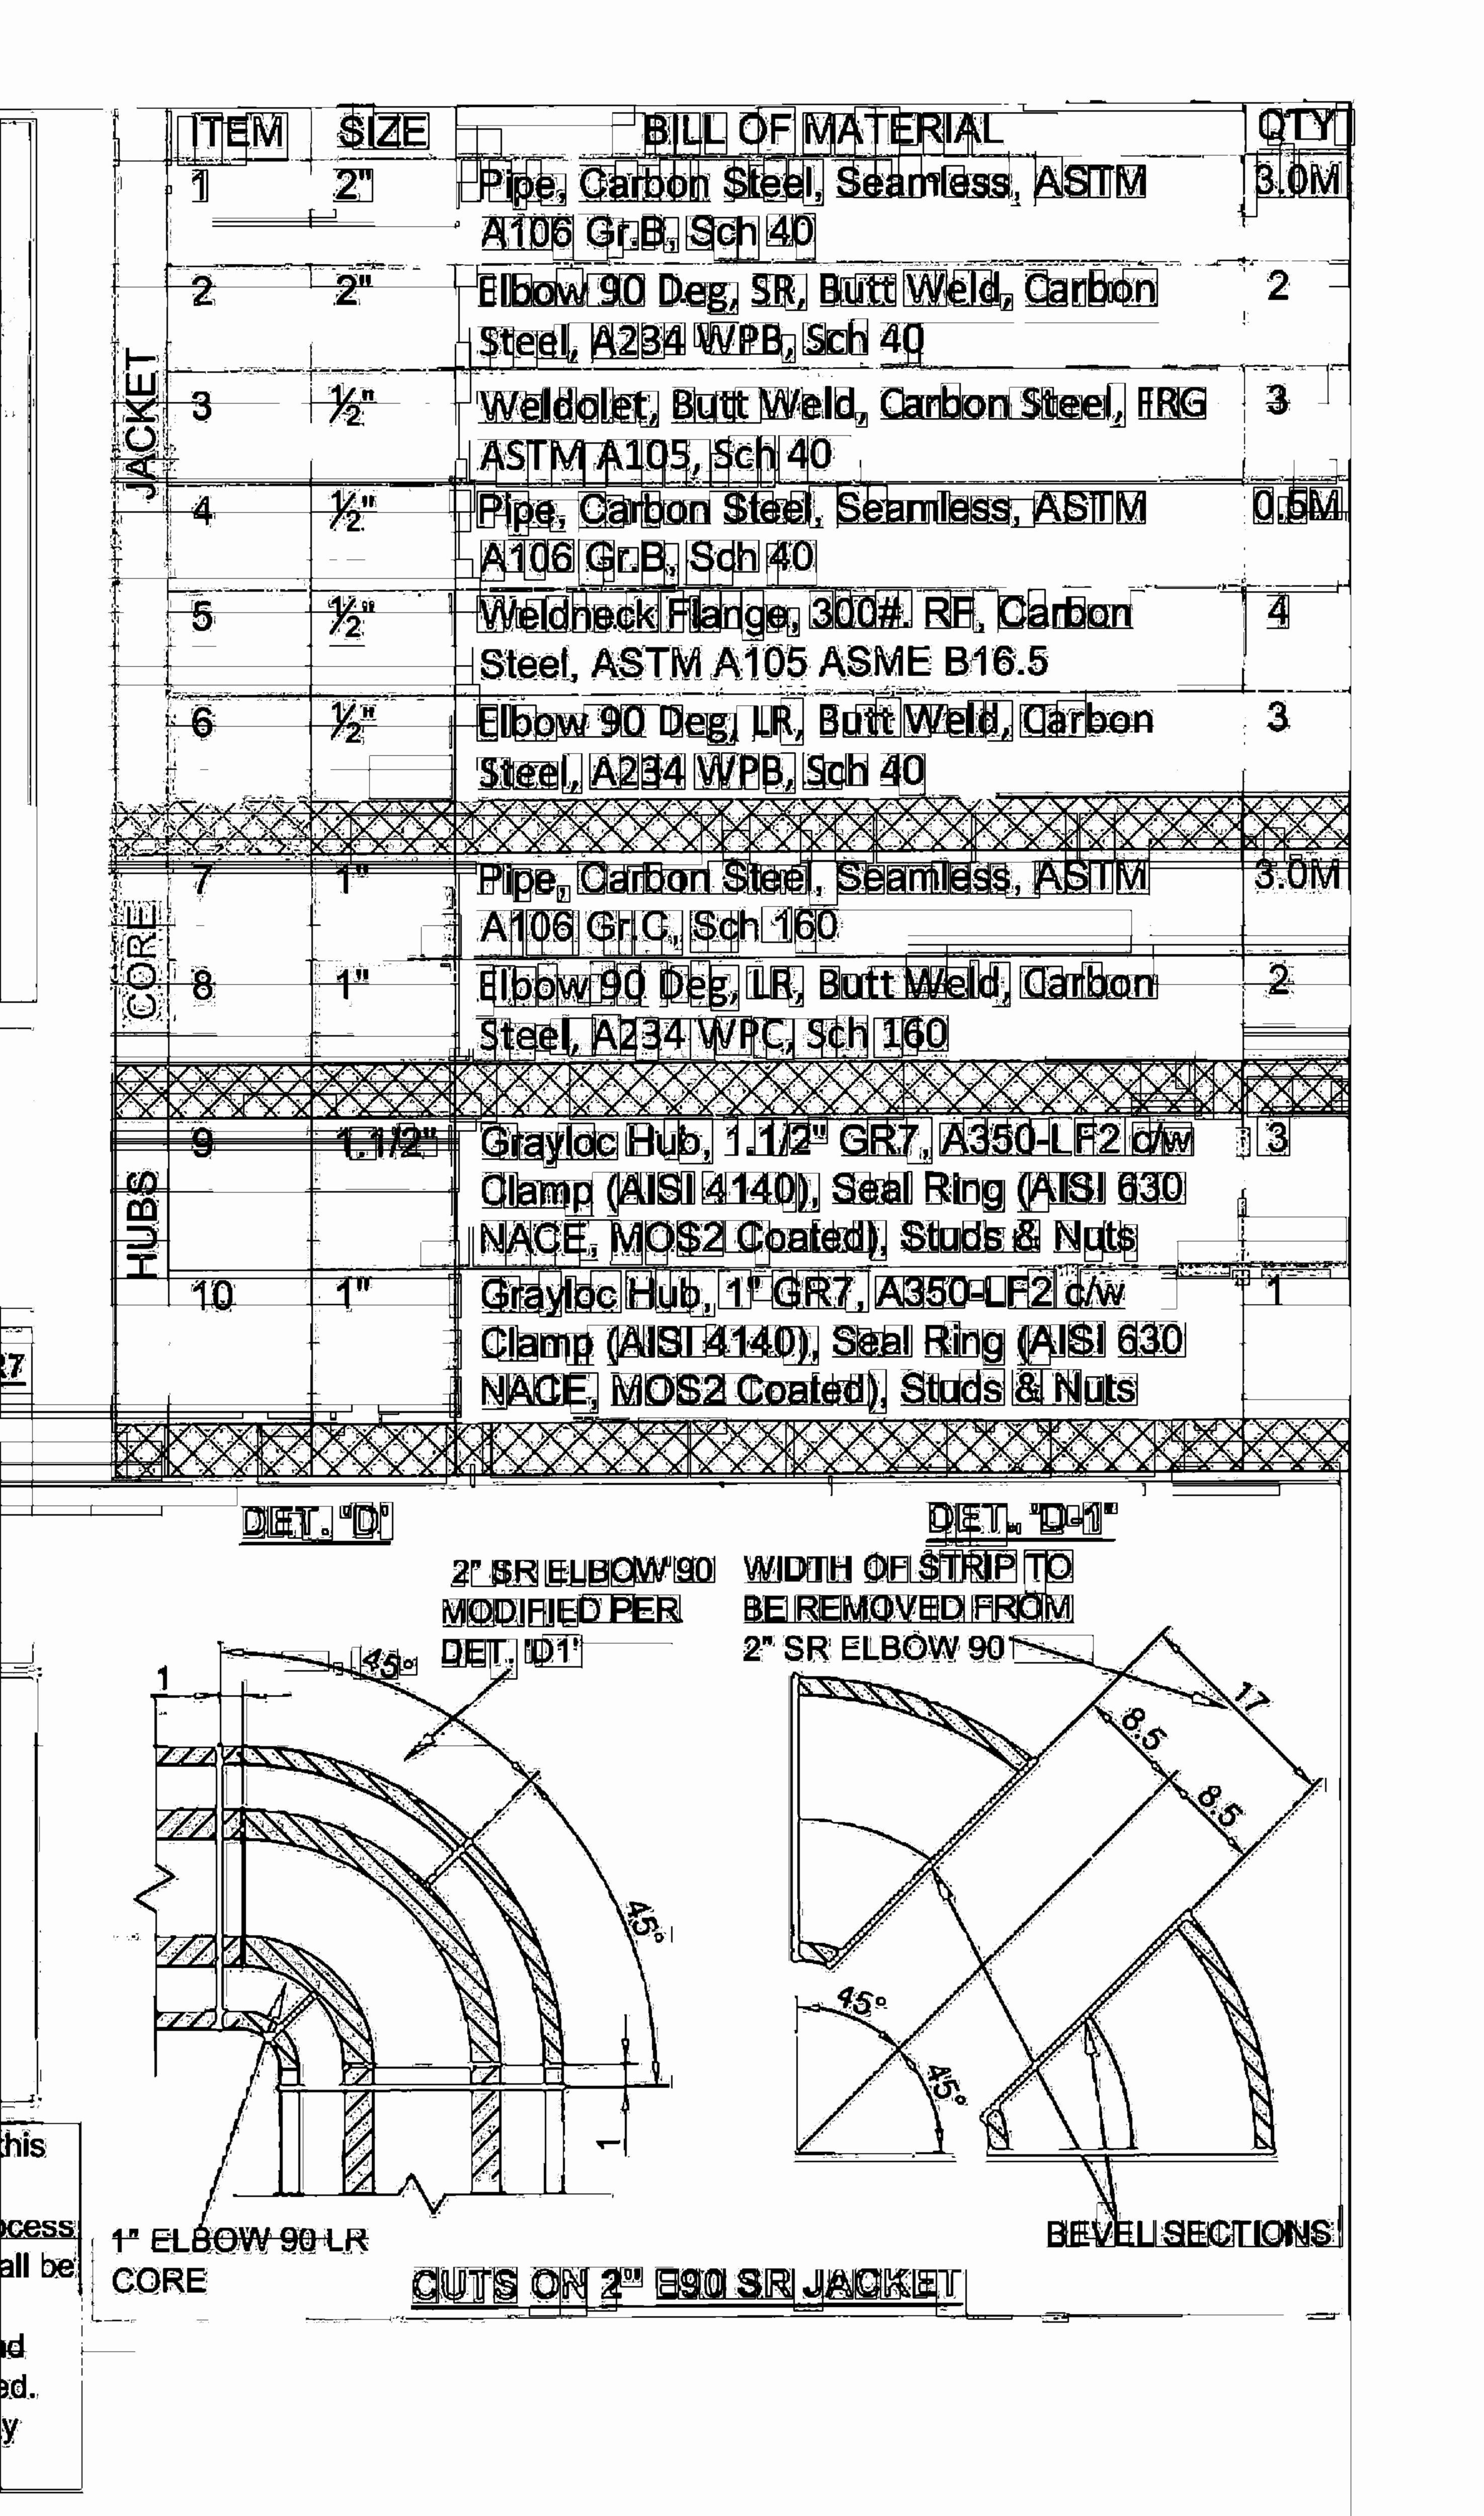 ITEM SIZE BILL OF MATERIAL QTY
JACKET
1 2" Pipe, Carbon Steel, Seamless, ASTM 3.0M
A106 Gr.B, Sch 40
2 2" Elbow 90 Deg, SR, Butt Weld, Carbon 2
Steel, A234 WPB, Sch 40
3 ½" Weldolet, Butt Weld, Carbon Steel, FRG 3
ASTM A105, Sch 40
4 ½" Pipe, Carbon Steel, Seamless, ASTM 0.5M
A106 Gr.B, Sch 40
5 ½" Weldneck Flange, 300#. RF, Carbon 4
Steel, ASTM A105 ASME B16.5
6 ½" Elbow 90 Deg, LR, Butt Weld, Carbon 3
Steel, A234 WPB, Sch 40
CORE
7 1" Pipe, Carbon Steel, Seamless, ASTM 3.0M
A106 Gr.C, Sch 160
8 1" Elbow 90 Deg, LR, Butt Weld, Carbon 2
Steel, A234 WPC, Sch 160
HUBS
9 1.1/2" Grayloc Hub, 1.1/2" GR7, A350-LF2 c/w 3
Clamp (AISI 4140), Seal Ring (AISI 630
NACE, MOS2 Coated), Studs & Nuts
10 1" Grayloc Hub, 1" GR7, A350-LF2 c/w 1
Clamp (AISI 4140), Seal Ring (AISI 630
NACE, MOS2 Coated), Studs & Nuts
DET. 'D'
2" SR ELBOW 90
MODIFIED PER
DET. 'D1'
45°
1
45°
1
1" ELBOW 90 LR
CORE
DET. 'D-1"
WIDTH OF STRIP TO
BE REMOVED FROM
2" SR ELBOW 90
17
8.5
8.5
45°
45°
BEVEL SECTIONS
CUTS ON 2" E90 SR JACKET
all be